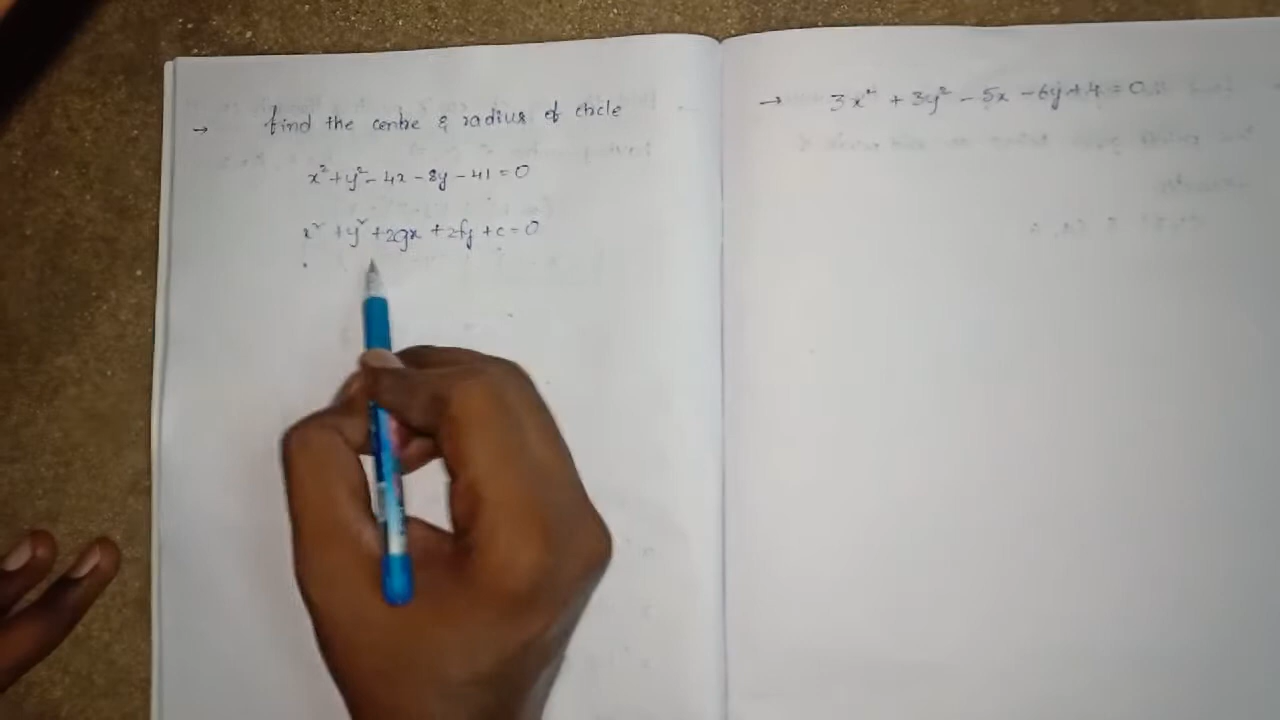 → find the centre & radius of circle
x² + y² - 4x - 8y - 41 = 0
x² + y² + 2gx + 2fy + c = 0
→ 3x² + 3y² - 5x - 6y + 4 = 0